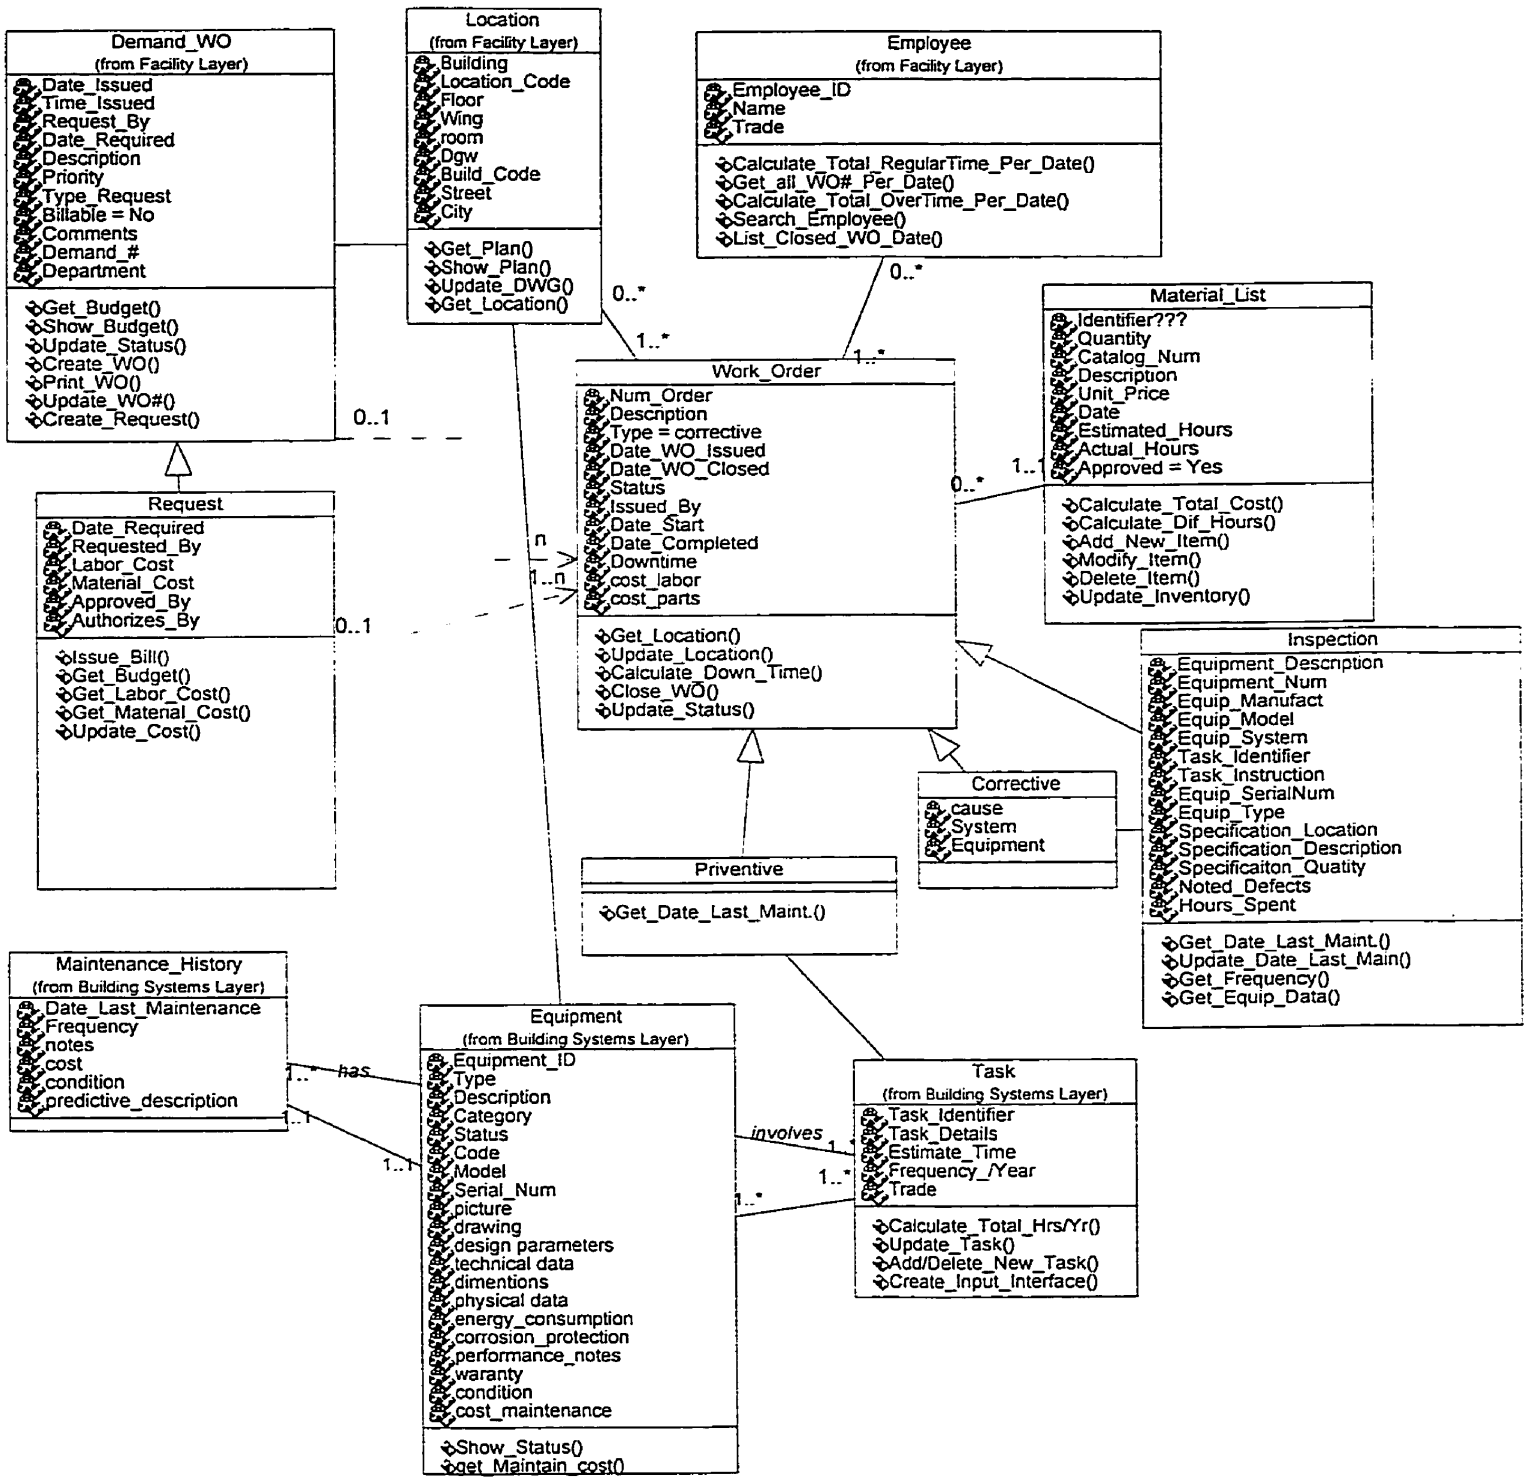 Demand_WO
(from Facility Layer)
Date_Issued
Time_Issued
Request_By
Date_Required
Description
Priority
Type_Request
Billable = No
Comments
Demand_#
Department
Get_Budget()
Show_Budget()
Update_Status()
Create_WO()
Print_WO()
Update_WO#()
Create_Request()
Location
(from Facility Layer)
Building
Location_Code
Floor
Wing
room
Dgw
Build_Code
Street
City
Get_Plan()
Show_Plan()
Update_DWG()
Get_Location()
Employee
(from Facility Layer)
Employee_ID
Name
Trade
Calculate_Total_RegularTime_Per_Date()
Get_all_WO#_Per_Date()
Calculate_Total_OverTime_Per_Date()
Search_Employee()
List_Closed_WO_Date()
0..*
1..*
0..*
1..*
Material_List
Identifier???
Quantity
Catalog_Num
Description
Unit_Price
Date
Estimated_Hours
Actual_Hours
Approved = Yes
Calculate_Total_Cost()
Calculate_Dif_Hours()
Add_New_Item()
Modify_Item()
Delete_Item()
Update_Inventory()
1..1
0..*
Work_Order
Num_Order
Description
Type = corrective
Date_WO_Issued
Date_WO_Closed
Status
Issued_By
Date_Start
Date_Completed
Downtime
cost_labor
cost_parts
Get_Location()
Update_Location()
Calculate_Down_Time()
Close_WO()
Update_Status()
0..1
n
1..n
0..1
Request
Date_Required
Requested_By
Labor_Cost
Material_Cost
Approved_By
Authorizes_By
Issue_Bill()
Get_Budget()
Get_Labor_Cost()
Get_Material_Cost()
Update_Cost()
Inspection
Equipment_Description
Equipment_Num
Equip_Manufact
Equip_Model
Equip_System
Task_Identifier
Task_Instruction
Equip_SerialNum
Equip_Type
Specification_Location
Specification_Description
Specificaiton_Quatity
Noted_Defects
Hours_Spent
Get_Date_Last_Maint.()
Update_Date_Last_Main()
Get_Frequency()
Get_Equip_Data()
Corrective
cause
System
Equipment
Priventive
Get_Date_Last_Maint.()
Maintenance_History
(from Building Systems Layer)
Date_Last_Maintenance
Frequency
notes
cost
condition
predictive_description
1..*
has
1..1
1..1
Equipment
(from Building Systems Layer)
Equipment_ID
Type
Description
Category
Status
Code
Model
Serial_Num
picture
drawing
design parameters
technical data
dimentions
physical data
energy_consumption
corrosion_protection
performance_notes
waranty
condition
cost_maintenance
Show_Status()
get_Maintain_cost()
involves
1..*
1..*
1..*
Task
(from Building Systems Layer)
Task_Identifier
Task_Details
Estimate_Time
Frequency_/Year
Trade
Calculate_Total_Hrs/Yr()
Update_Task()
Add/Delete_New_Task()
Create_Input_Interface()